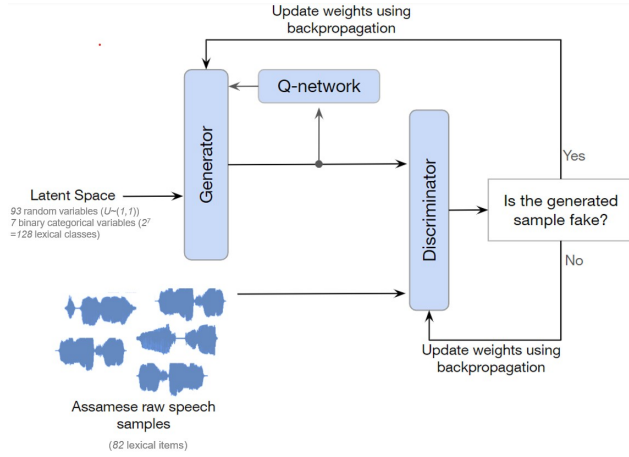 Update weights using
backpropagation
Q-network
Generator
Discriminator
Yes
Latent Space
93 random variables (U~(1,1))
7 binary categorical variables (2⁷
=128 lexical classes)
Is the generated
sample fake?
No
Update weights using
backpropagation
Assamese raw speech
samples
(82 lexical items)